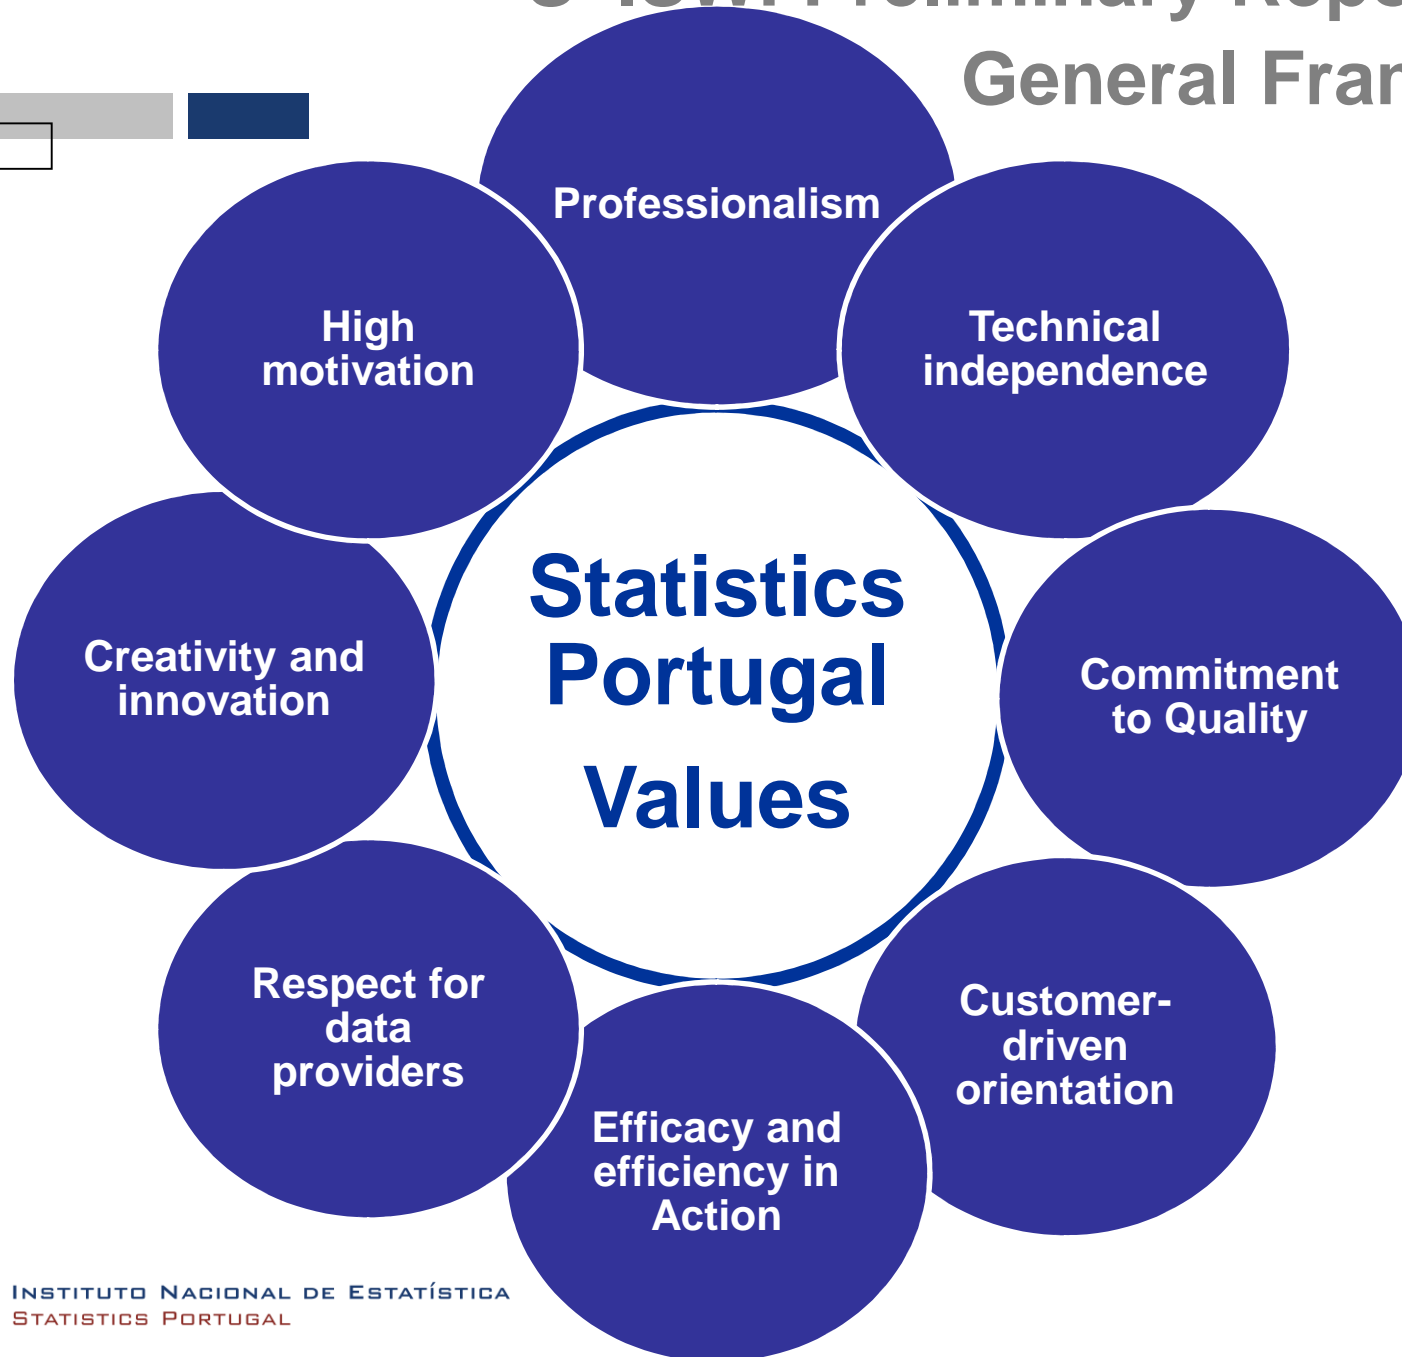 Preliminary
General
Professionalism
High
motivation
Technical
independence
Statistics
Portugal
Values
Creativity and
innovation
Commitment
to Quality
Respect for
data
providers
Customer-
driven
orientation
Efficacy and
efficiency in
Action
INSTITUTO NACIONAL DE ESTATÍSTICA
STATISTICS PORTUGAL